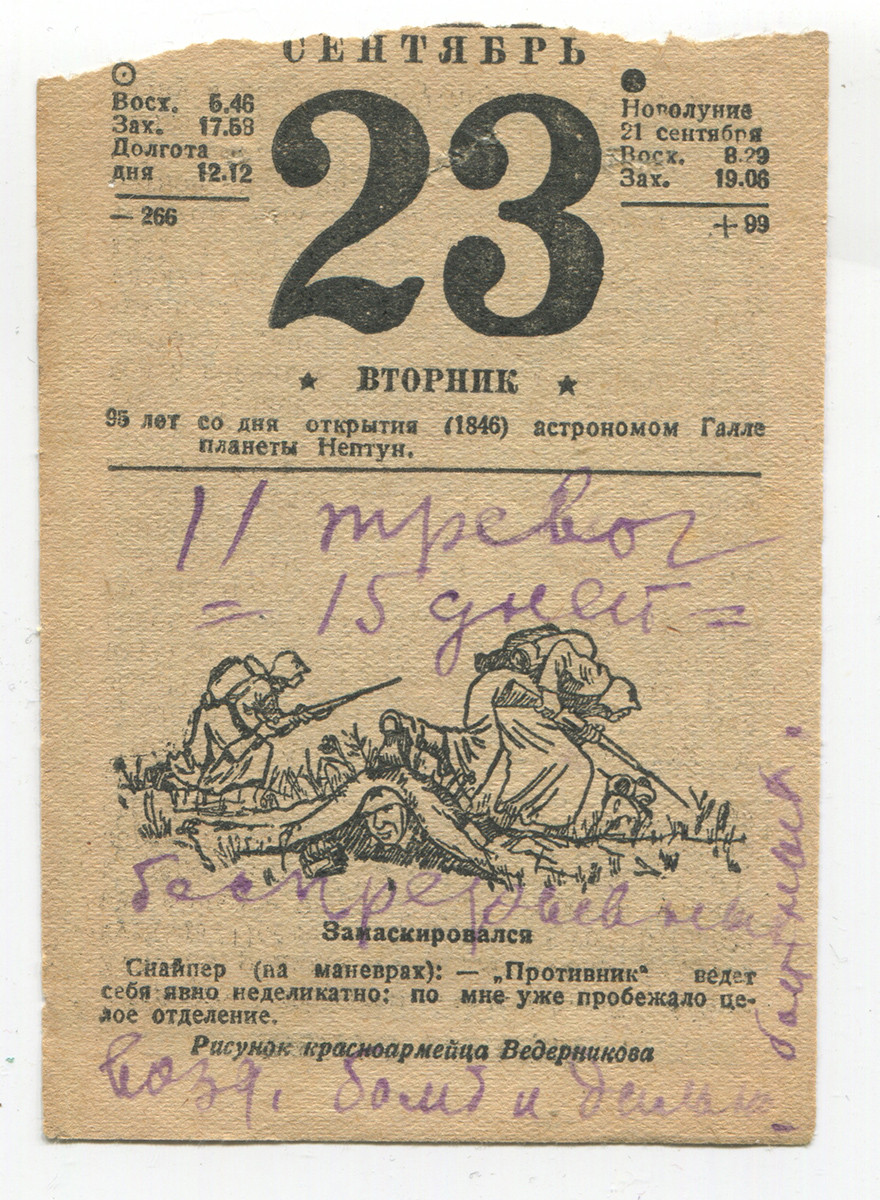 СЕНТЯБРЬ
Восх. 5.46
Зах. 17.58
Долгота
дня 12.12
— 266
23
Новолуние
21 сентября
Восх. 8.29
Зах. 19.06
+ 99
★ ВТОРНИК ★
95 лет со дня открытия (1846) астрономом Галле
планеты Нептун.
11 тревог
= 15 дней =
Замаскировался
Снайпер (на маневрах): — „Противник“ ведет
себя явно неделикатно: по мне уже пробежало це-
лое отделение.
Рисунок красноармейца Ведерникова
возд. бомб и